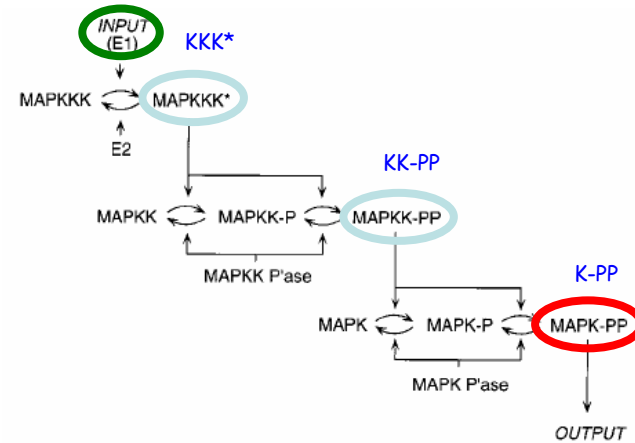 INPUT
(E1)
KKK*
MAPKKK
MAPKKK*
E2
KK-PP
MAPKK
MAPKK-P
MAPKK-PP
MAPKK P'ase
K-PP
MAPK
MAPK-P
MAPK-PP
MAPK P'ase
OUTPUT